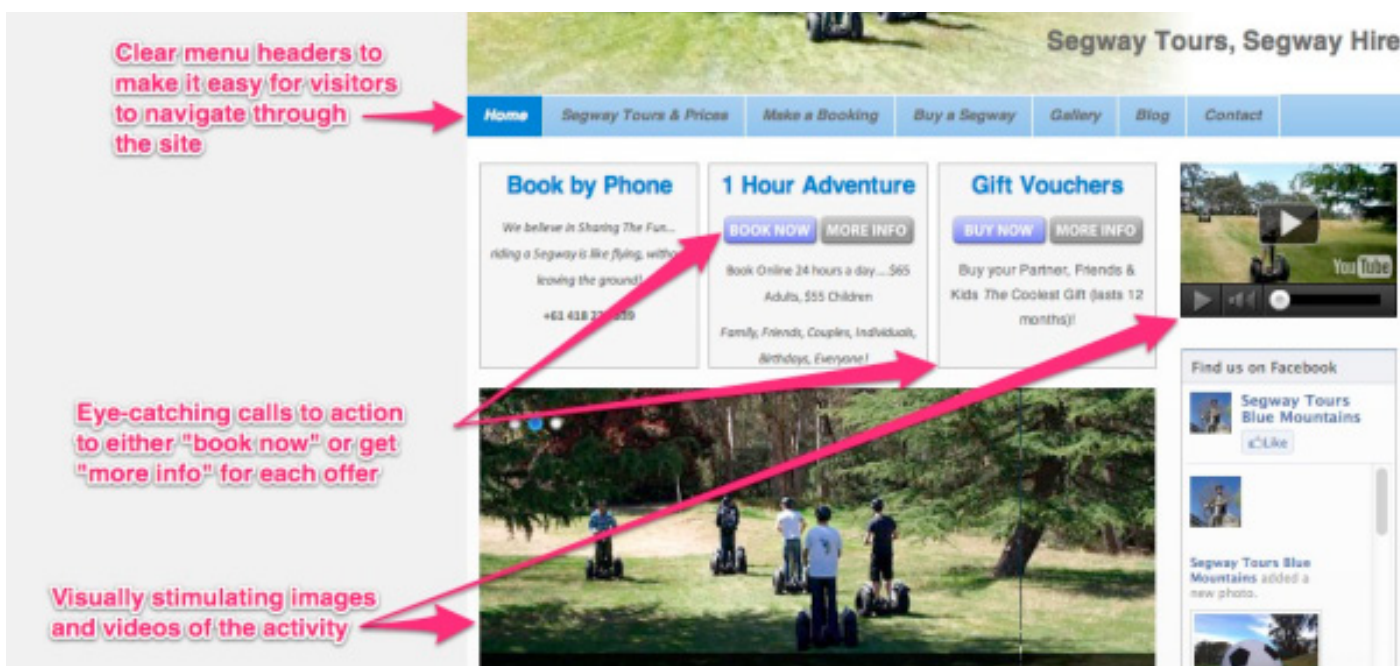 Clear menu headers to
make it easy for visitors
to navigate through
the site
Segway Tours, Segway Hire
Home Segway Tours & Prices Make a Booking Buy a Segway Gallery Blog Contact
Book by Phone
We believe in Sharing The Fun...
riding a Segway is like flying,
leaving the ground!
+61 418
1 Hour Adventure
BOOK NOW MORE INFO
Book Online 24 hours a day....$65
Adults, $55 Children
Family, Friends, Couples, Individuals,
Birthdays, Everyone!
Gift Vouchers
BUY NOW MORE INFO
Buy your Partner, Friends &
Kids The Coolest Gift (lasts 12
months)!
YouTube
Find us on Facebook
Segway Tours
Blue Mountains
Like
Segway Tours Blue
Mountains added a
new photo.
Eye-catching calls to action
to either "book now" or get
"more info" for each offer
Visually stimulating images
and videos of the activity